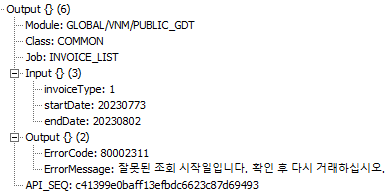 Output {} (6)
Module: GLOBAL/VNM/PUBLIC_GDT
Class: COMMON
Job: INVOICE_LIST
Input {} (3)
invoiceType: 1
startDate: 20230773
endDate: 20230802
Output {} (2)
ErrorCode: 80002311
ErrorMessage: 잘못된 조회 시작일입니다. 확인 후 다시 거래하십시오.
API_SEQ: c41399e0baff13efbdc6623c87d69493